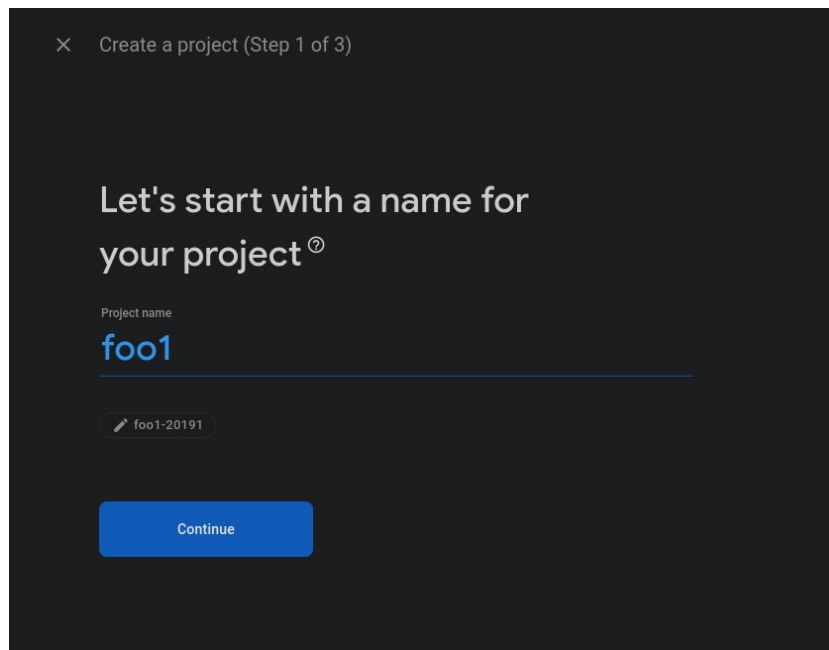 Create a project (Step 1 of 3)
Let's start with a name for
your project
Project name
foo1
foo1-20191
Continue